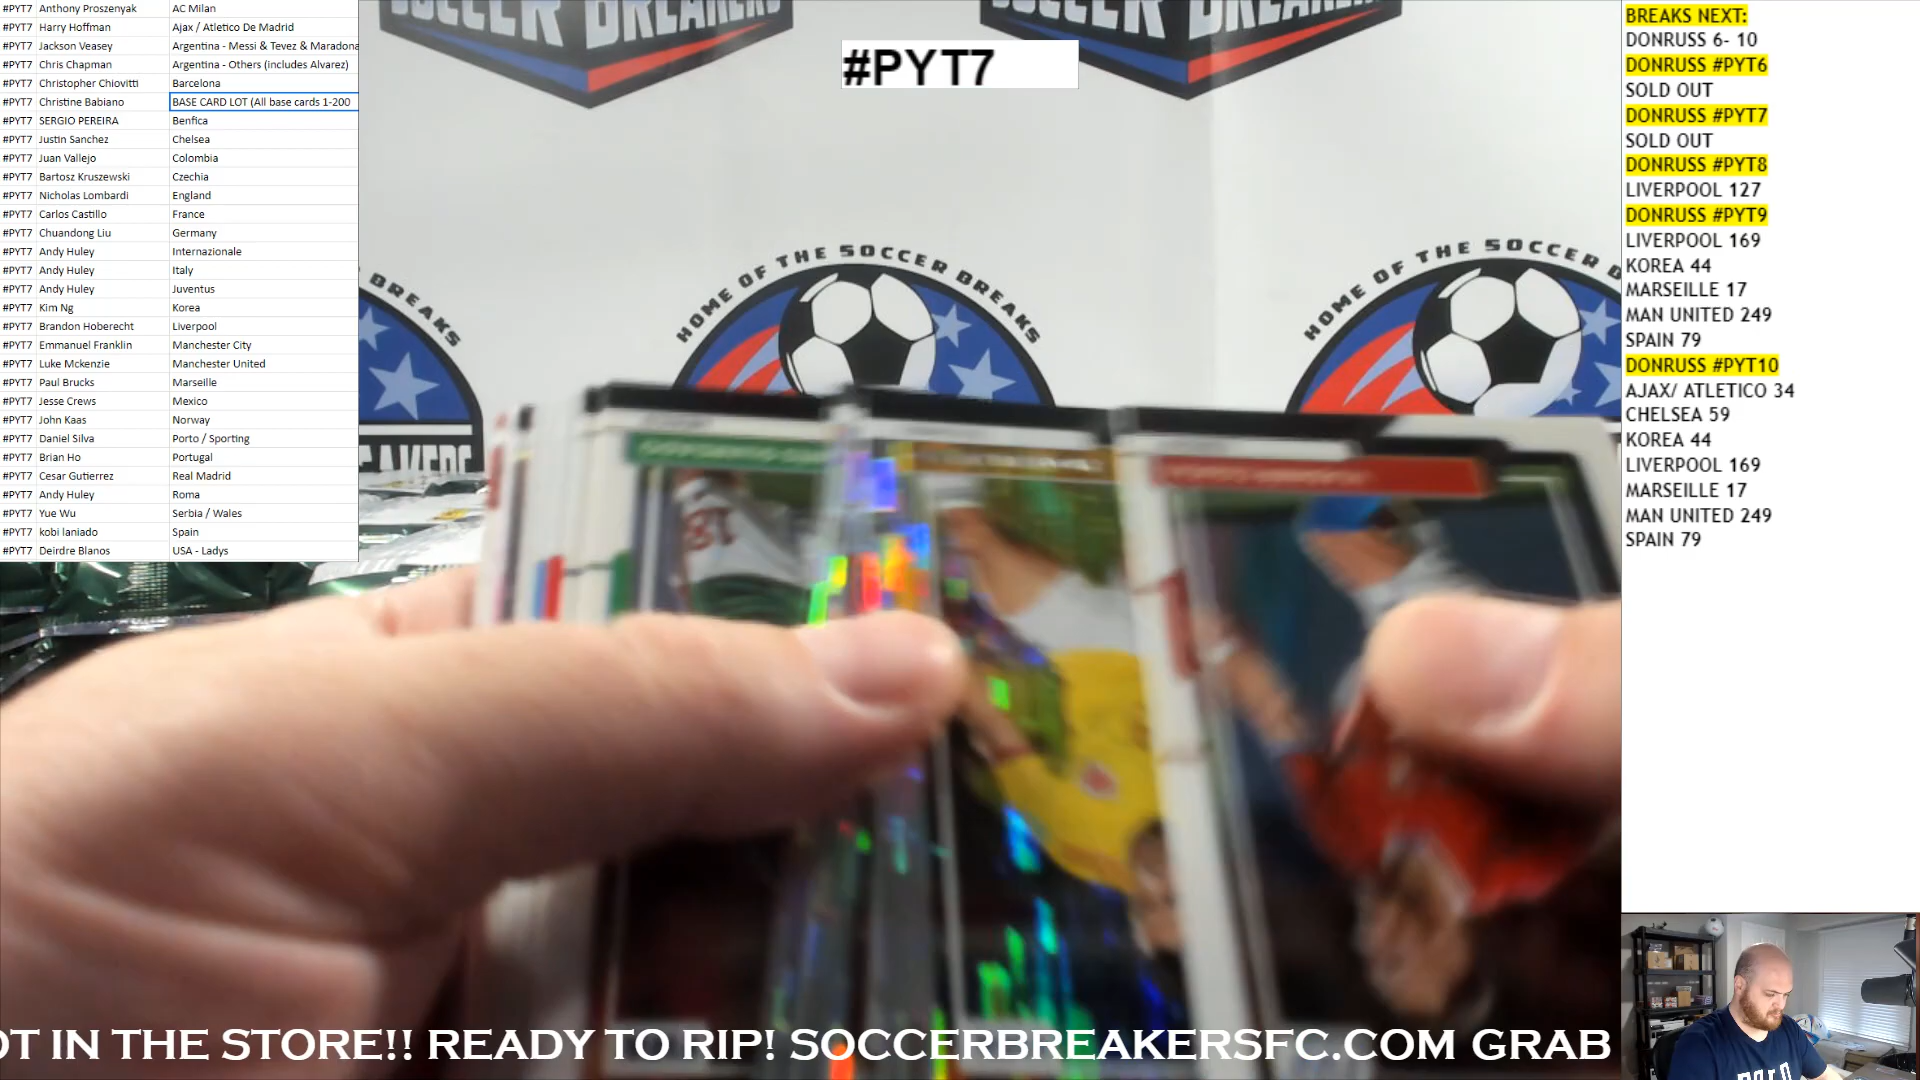 #PYT7 Anthony Proszenyak AC Milan
#PYT7 Harry Hoffman Ajax / Atletico De Madrid
#PYT7 Jackson Veasey Argentina - Messi & Tevez & Maradona
#PYT7 Chris Chapman Argentina - Others (includes Alvarez)
#PYT7 Christopher Chiovitti Barcelona
#PYT7 Christine Babiano BASE CARD LOT (All base cards 1-200
#PYT7 SERGIO PEREIRA Benfica
#PYT7 Justin Sanchez Chelsea
#PYT7 Juan Vallejo Colombia
#PYT7 Bartosz Kruszewski Czechia
#PYT7 Nicholas Lombardi England
#PYT7 Carlos Castillo France
#PYT7 Chuandong Liu Germany
#PYT7 Andy Huley Internazionale
#PYT7 Andy Huley Italy
#PYT7 Andy Huley Juventus
#PYT7 Kim Ng Korea
#PYT7 Brandon Hoberecht Liverpool
#PYT7 Emmanuel Franklin Manchester City
#PYT7 Luke Mckenzie Manchester United
#PYT7 Paul Brucks Marseille
#PYT7 Jesse Crews Mexico
#PYT7 John Kaas Norway
#PYT7 Daniel Silva Porto / Sporting
#PYT7 Brian Ho Portugal
#PYT7 Cesar Gutierrez Real Madrid
#PYT7 Andy Huley Roma
#PYT7 Yue Wu Serbia / Wales
#PYT7 kobi laniado Spain
#PYT7 Deirdre Blanos USA - Ladys
SOCCER BREAKERS
SOCCER BREAKERS
#PYT7
BREAKS
HOME OF THE SOCCER BREAKS
HOME OF THE SOCCER B
BREAKS NEXT:
DONRUSS 6- 10
DONRUSS #PYT6
SOLD OUT
DONRUSS #PYT7
SOLD OUT
DONRUSS #PYT8
LIVERPOOL 127
DONRUSS #PYT9
LIVERPOOL 169
KOREA 44
MARSEILLE 17
MAN UNITED 249
SPAIN 79
DONRUSS #PYT10
AJAX/ ATLETICO 34
CHELSEA 59
KOREA 44
LIVERPOOL 169
MARSEILLE 17
MAN UNITED 249
SPAIN 79
OT IN THE STORE!! READY TO RIP! SOCCERBREAKERSFC.COM GRAB